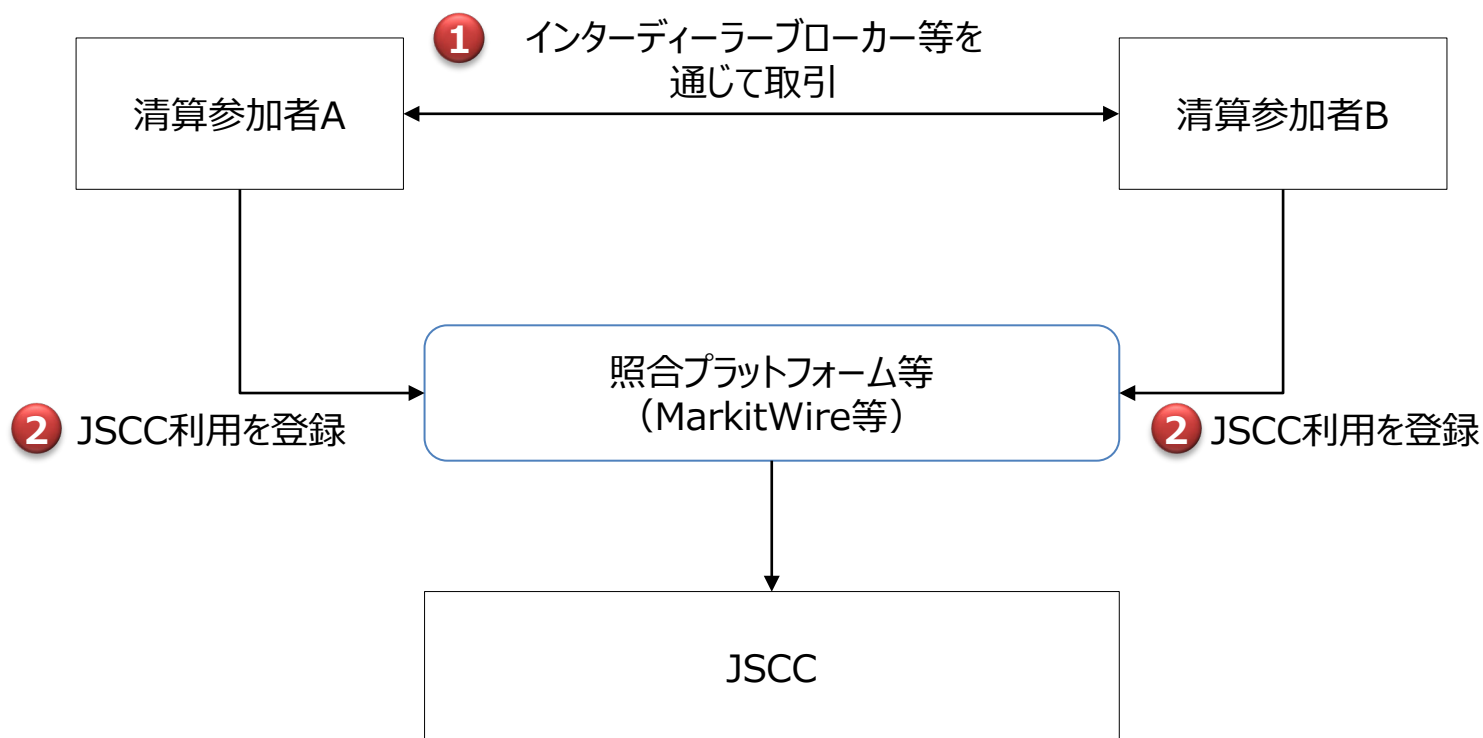 1
インターディーラーブローカー等を
通じて取引
清算参加者A
清算参加者B
照合プラットフォーム等
（MarkitWire等）
2 JSCC利用を登録
2 JSCC利用を登録
JSCC